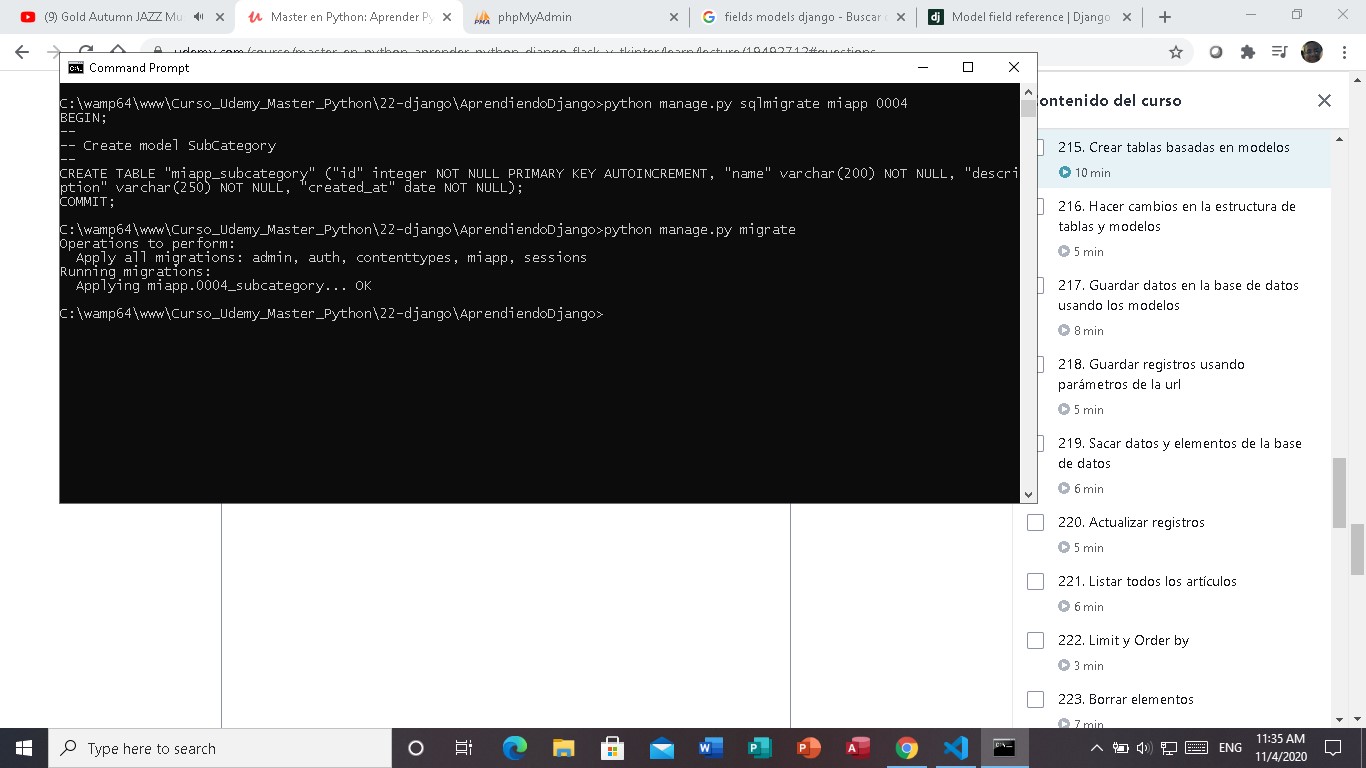 (9) Gold Autumn JAZZ Mu
Master en Python: Aprender Py
phpMyAdmin
fields models django - Buscar
Model field reference | Django
udemy.com/course/master-en-python-aprender-python-django-flask-y-tkinter/learn/lecture/19492712#questions
Command Prompt
C:\wamp64\www\Curso_Udemy_Master_Python\22-django\AprendiendoDjango>python manage.py sqlmigrate miapp 0004
BEGIN;
--
-- Create model SubCategory
--
CREATE TABLE "miapp_subcategory" ("id" integer NOT NULL PRIMARY KEY AUTOINCREMENT, "name" varchar(200) NOT NULL, "descri
ption" varchar(250) NOT NULL, "created_at" date NOT NULL);
COMMIT;
C:\wamp64\www\Curso_Udemy_Master_Python\22-django\AprendiendoDjango>python manage.py migrate
Operations to perform:
Apply all migrations: admin, auth, contenttypes, miapp, sessions
Running migrations:
Applying miapp.0004_subcategory... OK
C:\wamp64\www\Curso_Udemy_Master_Python\22-django\AprendiendoDjango>
ontenido del curso
215. Crear tablas basadas en modelos
10 min
216. Hacer cambios en la estructura de
tablas y modelos
5 min
217. Guardar datos en la base de datos
usando los modelos
8 min
218. Guardar registros usando
parámetros de la url
5 min
219. Sacar datos y elementos de la base
de datos
6 min
220. Actualizar registros
5 min
221. Listar todos los artículos
6 min
222. Limit y Order by
3 min
223. Borrar elementos
7 min
Type here to search
ENG
11:35 AM
11/4/2020